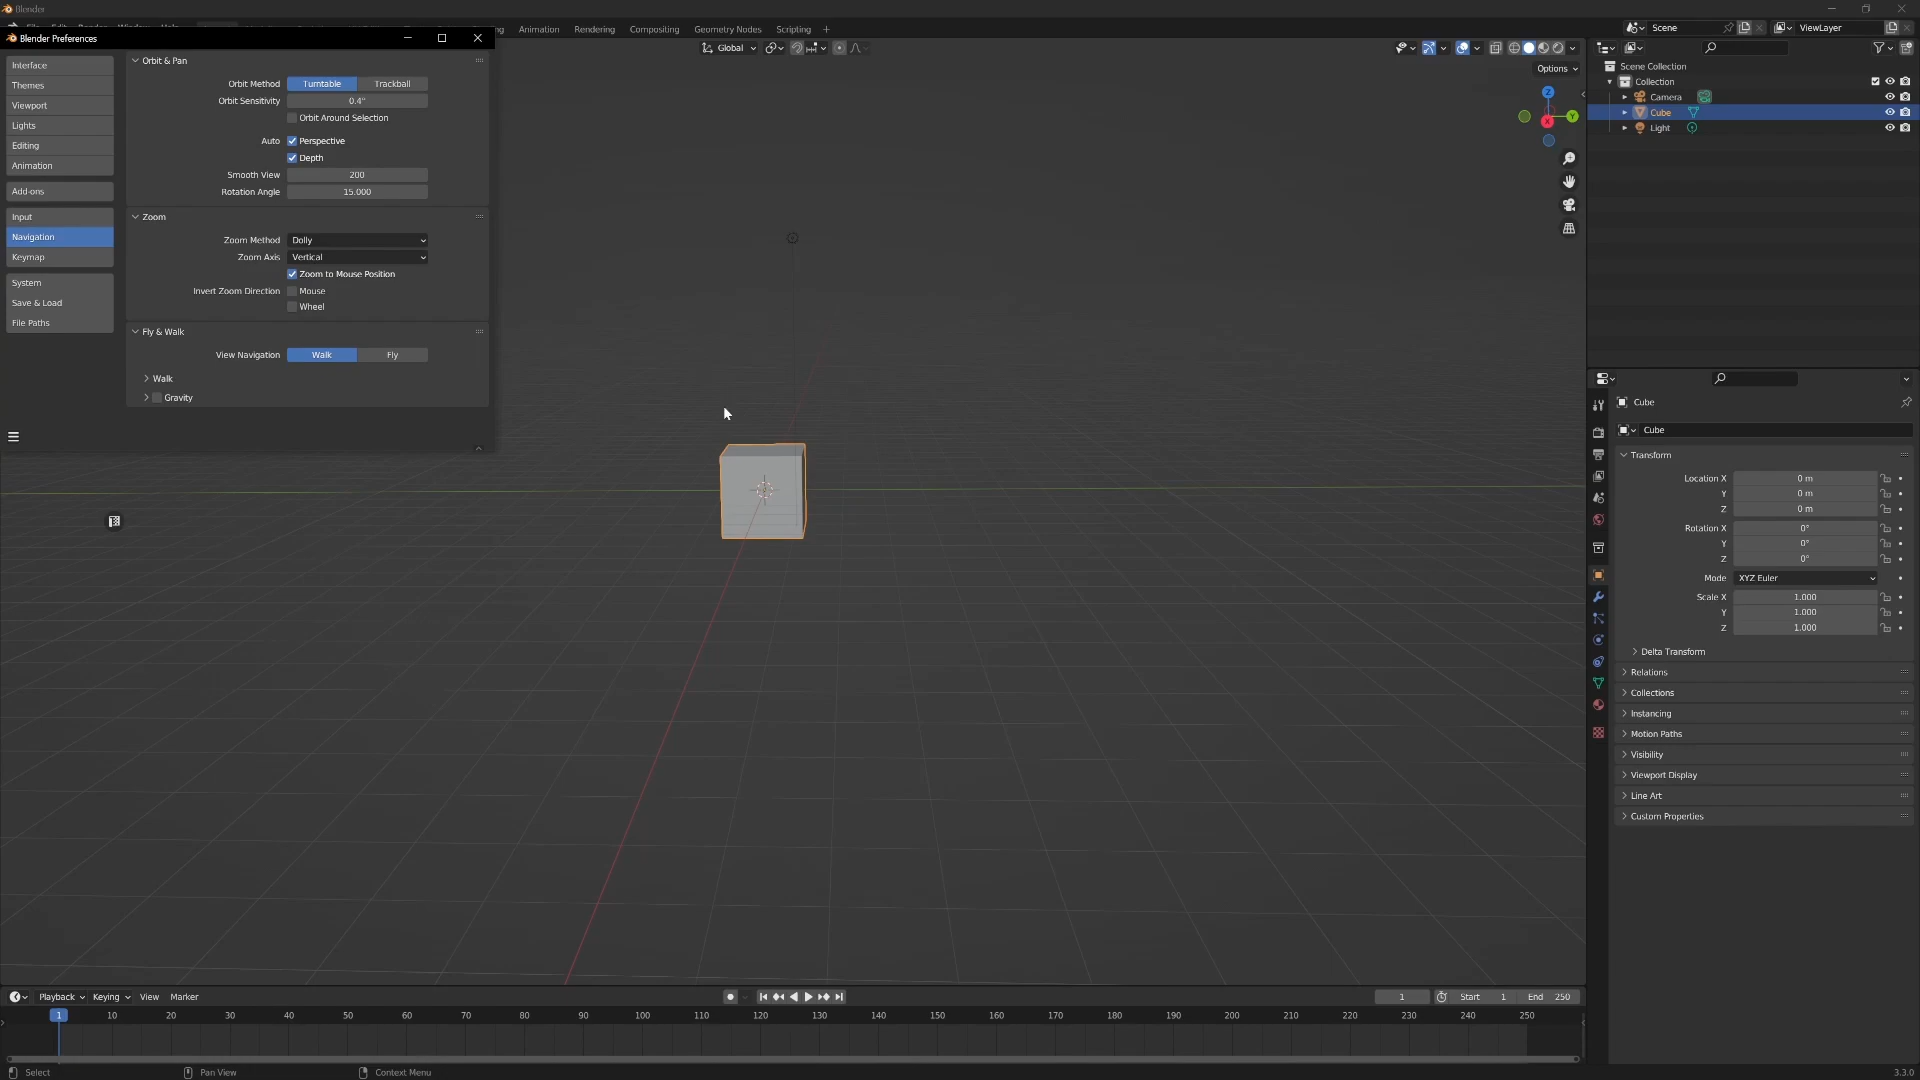 Blender
File Edit Render Window Help
Animation Rendering Compositing Geometry Nodes Scripting +
Scene
ViewLayer
Blender Preferences
Global
Options
Interface
Themes
Viewport
Lights
Editing
Animation
Add-ons
Input
Navigation
Keymap
System
Save & Load
File Paths
Orbit & Pan
Orbit Method Turntable Trackball
Orbit Sensitivity 0.4°
Orbit Around Selection
Auto Perspective
Depth
Smooth View 200
Rotation Angle 15.000
Zoom
Zoom Method Dolly
Zoom Axis Vertical
Zoom to Mouse Position
Invert Zoom Direction Mouse
Wheel
Fly & Walk
View Navigation Walk Fly
Walk
Gravity
Z
Y
X
Scene Collection
Collection
Camera
Cube
Light
Cube
Cube
Transform
Location X 0 m
Y 0 m
Z 0 m
Rotation X 0°
Y 0°
Z 0°
Mode XYZ Euler
Scale X 1.000
Y 1.000
Z 1.000
Delta Transform
Relations
Collections
Instancing
Motion Paths
Visibility
Viewport Display
Line Art
Custom Properties
Playback Keying View Marker
1 Start 1 End 250
1 10 20 30 40 50 60 70 80 90 100 110 120 130 140 150 160 170 180 190 200 210 220 230 240 250
Select Pan View Context Menu
3.3.0